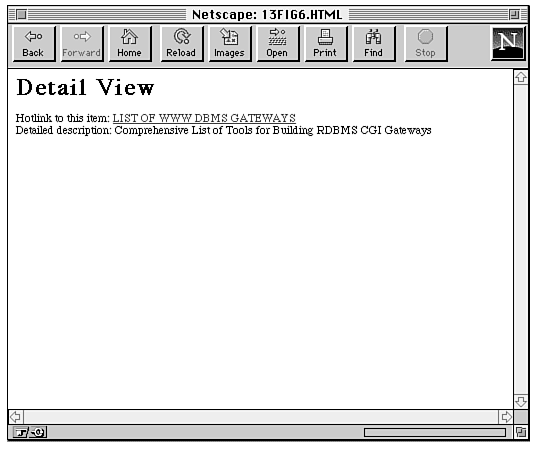 Netscape: 13FIG6.HTML
Back Forward Home Reload Images Open Print Find Stop N
Detail View
Hotlink to this item: LIST OF WWW DBMS GATEWAYS
Detailed description: Comprehensive List of Tools for Building RDBMS CGI Gateways